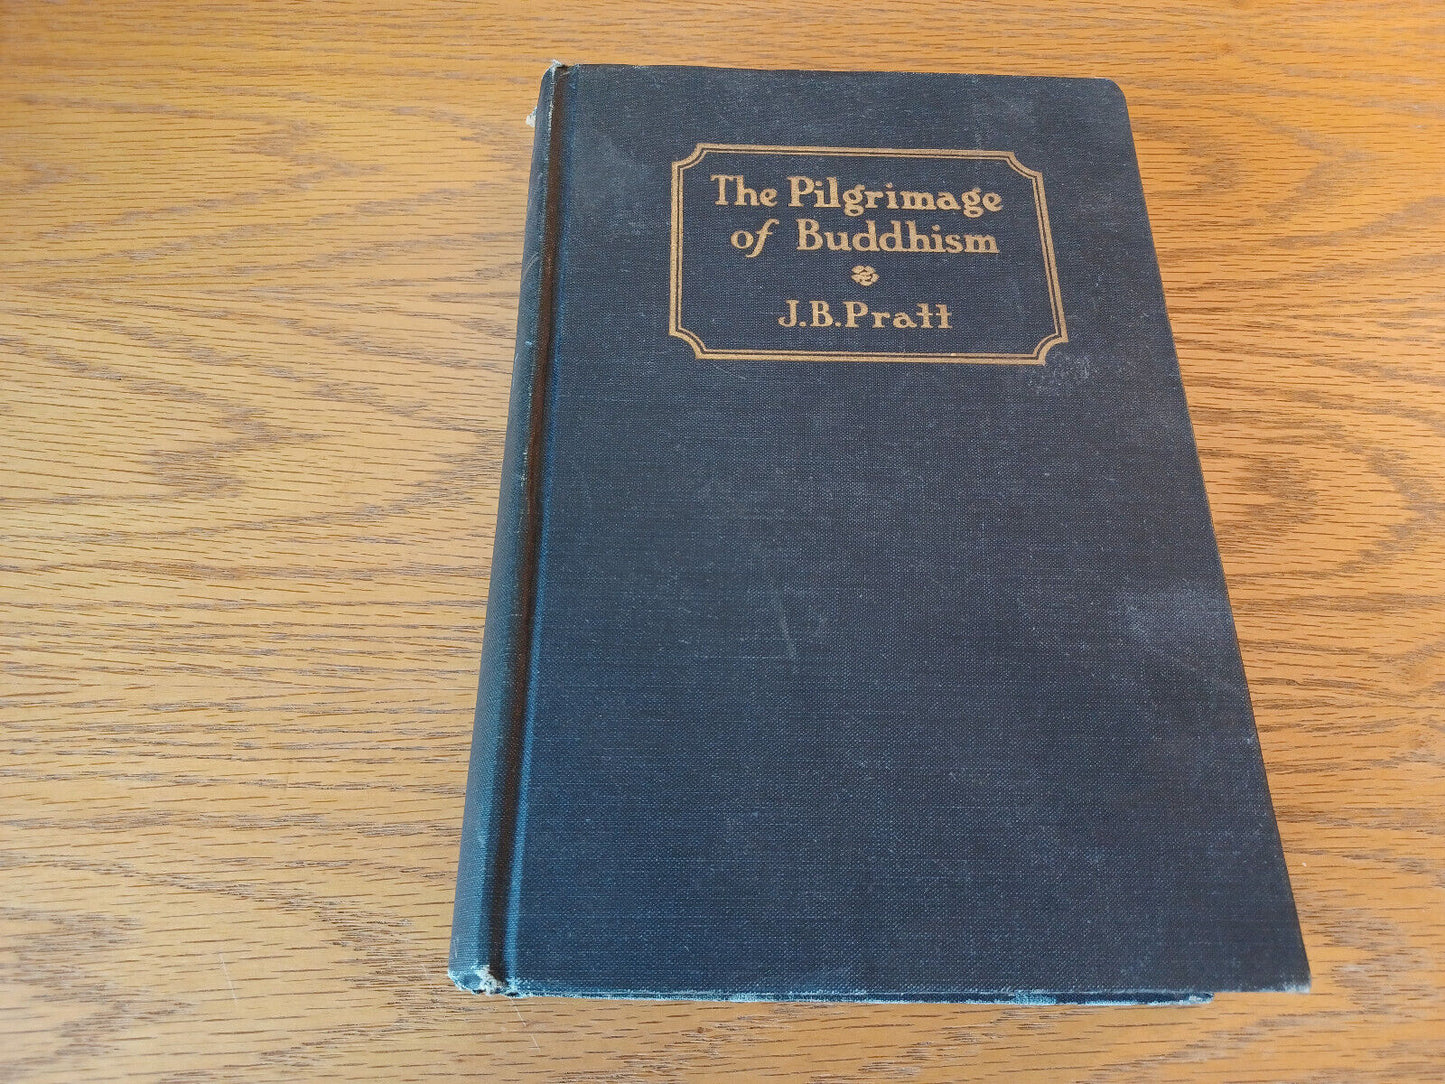 The Pilgrimage
of Buddhism
J.B.Pratt